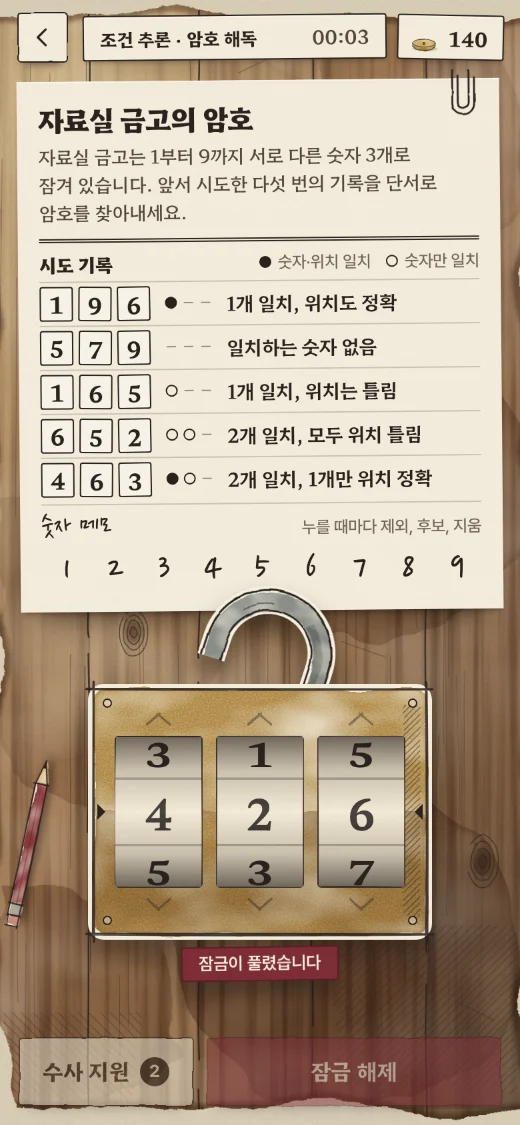 조건 추론 · 암호 해독 00:03 140
자료실 금고의 암호
자료실 금고는 1부터 9까지 서로 다른 숫자 3개로
잠겨 있습니다. 앞서 시도한 다섯 번의 기록을 단서로
암호를 찾아내세요.
시도 기록 ● 숫자·위치 일치 ○ 숫자만 일치
1 9 6 ● – – 1개 일치, 위치도 정확
5 7 9 – – – 일치하는 숫자 없음
1 6 5 ○ – – 1개 일치, 위치는 틀림
6 5 2 ○ ○ – 2개 일치, 모두 위치 틀림
4 6 3 ● ○ – 2개 일치, 1개만 위치 정확
숫자 메모 누를 때마다 제외, 후보, 지움
1 2 3 4 5 6 7 8 9
3 1 5
4 2 6
5 3 7
잠금이 풀렸습니다
수사 지원 2 잠금 해제